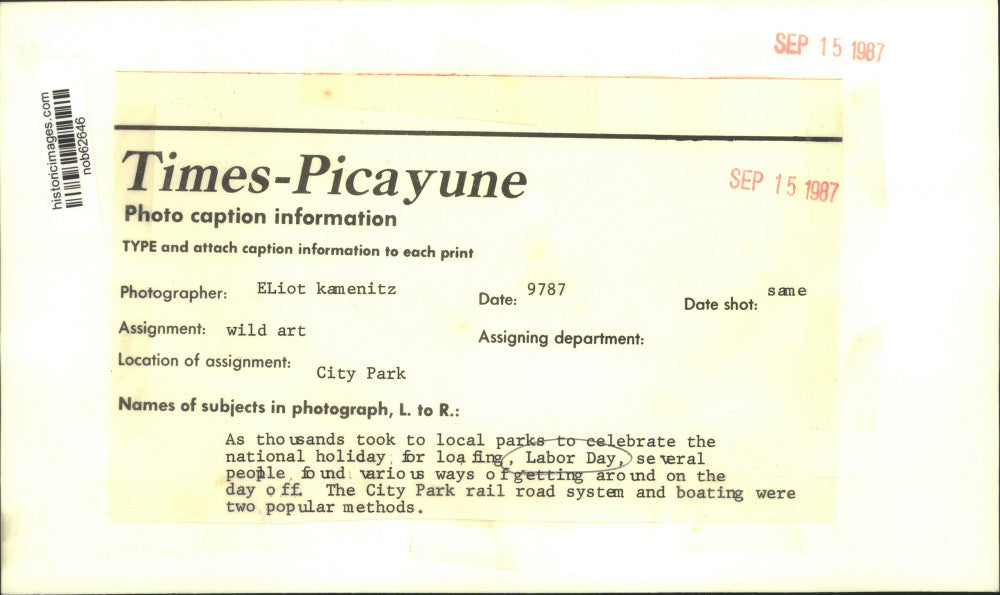 SEP 15 1987
historicimages.com
nob62646
Times-Picayune
SEP 15 1987
Photo caption information
TYPE and attach caption information to each print
Photographer: ELiot kamenitz Date: 9787 Date shot: same
Assignment: wild art Assigning department:
Location of assignment: City Park
Names of subjects in photograph, L. to R.:
As thousands took to local parks to celebrate the
national holiday for loafing, Labor Day, several
people found various ways of getting around on the
day off. The City Park rail road system and boating were
two popular methods.